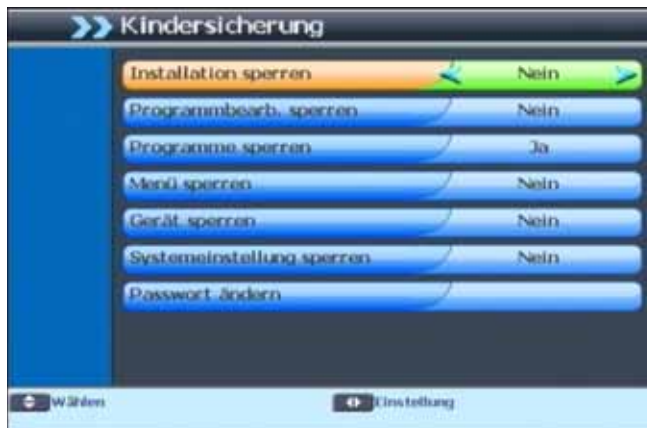 Kindersicherung
Installation sperren Nein
Programmbearb. sperren Nein
Programme sperren Ja
Menü sperren Nein
Gerät sperren Nein
Systemeinstellung sperren Nein
Passwort ändern
Wählen Einstellung